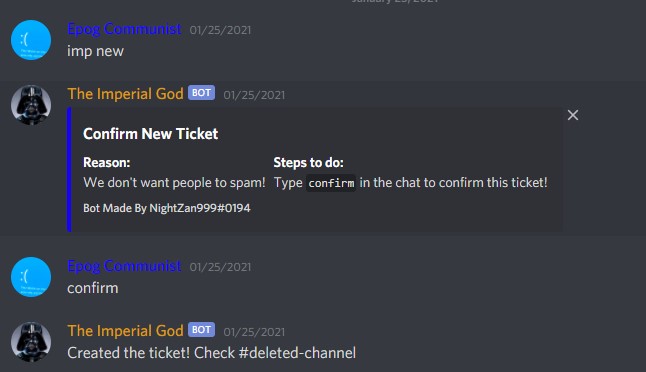 January 25, 2021
Epog Communist 01/25/2021
imp new
The Imperial God BOT 01/25/2021
Confirm New Ticket
Reason: Steps to do:
We don't want people to spam! Type confirm in the chat to confirm this ticket!
Bot Made By NightZan999#0194
Epog Communist 01/25/2021
confirm
The Imperial God BOT 01/25/2021
Created the ticket! Check #deleted-channel